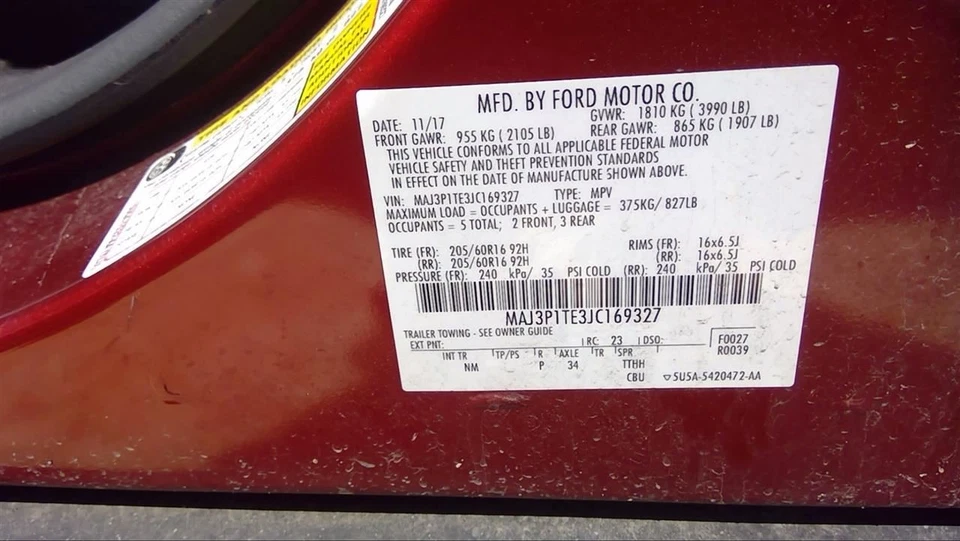 MFD. BY FORD MOTOR CO.
DATE: 11/17 GVWR: 1810 KG ( 3990 LB)
FRONT GAWR: 955 KG ( 2105 LB) REAR GAWR: 865 KG ( 1907 LB)
THIS VEHICLE CONFORMS TO ALL APPLICABLE FEDERAL MOTOR
VEHICLE SAFETY AND THEFT PREVENTION STANDARDS
IN EFFECT ON THE DATE OF MANUFACTURE SHOWN ABOVE.
VIN: MAJ3P1TE3JC169327 TYPE: MPV
MAXIMUM LOAD = OCCUPANTS + LUGGAGE = 375KG/ 827LB
OCCUPANTS = 5 TOTAL; 2 FRONT, 3 REAR
TIRE (FR): 205/60R16 92H RIMS (FR): 16x6.5J
(RR): 205/60R16 92H (RR): 16x6.5J
PRESSURE (FR): 240 kPa/ 35 PSI COLD (RR): 240 kPa/ 35 PSI COLD
MAJ3P1TE3JC169327
TRAILER TOWING - SEE OWNER GUIDE
EXT PNT: RC: 23 DSO: F0027
R0039
INT TR TP/PS R AXLE TR SPR
NM P 34 TTHH
CBU 5U5A-5420472-AA